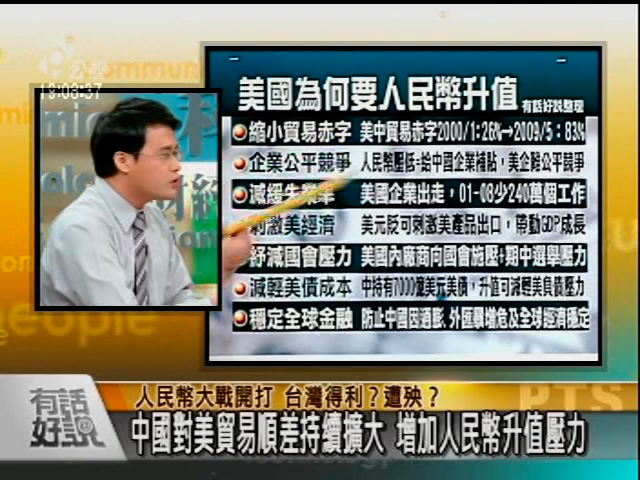 公視
19:08:37
commun
美國為何要人民幣升值 有話好說整理
縮小貿易赤字 美中貿易赤字2000/1:26%→2009/5:83%
企業公平競爭 人民幣壓低=給中國企業補貼,美企難公平競爭
減緩失業率 美國企業出走,01-08少240萬個工作
刺激美經濟 美元貶可刺激美產品出口,帶動GDP成長
紓減國會壓力 美國內廠商向國會施壓+期中選舉壓力
減輕美債成本 中持有7000億美元美債,升值可減輕美負債壓力
穩定全球金融 防止中國因通膨、外匯暴增危及全球經濟穩定
people
有話好說
人民幣大戰開打 台灣得利?遭殃?
PTS
中國對美貿易順差持續擴大 增加人民幣升值壓力